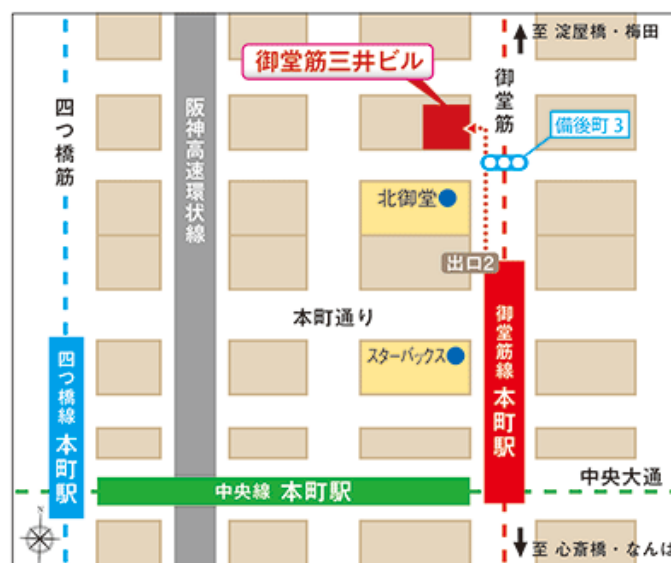 至 淀屋橋・梅田
御堂筋三井ビル
御堂筋
四つ橋筋
阪神高速環状線
備後町 3
北御堂
出口2
本町通り
御堂筋線 本町駅
スターバックス
四つ橋線 本町駅
中央大通
中央線 本町駅
N
至 心斎橋・なんば